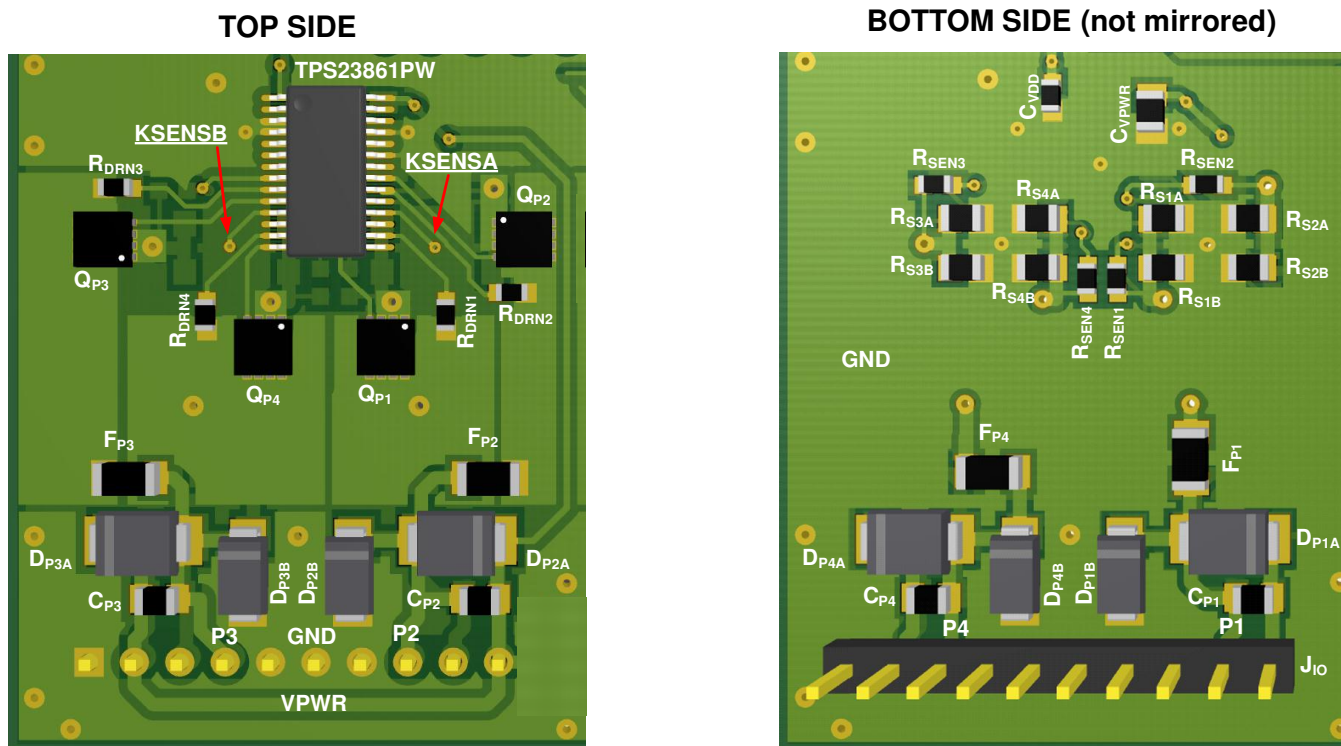 TOP SIDE
TPS23861PW
KSENSB
KSENSA
RDRN3
QP2
QP3
RDRN4
RDRN1
RDRN2
QP4
QP1
FP3
FP2
DP3A
DP3B
DP2B
DP2A
CP3
CP2
P3
GND
P2
VPWR
BOTTOM SIDE (not mirrored)
CVDD
CVPWR
RSEN3
RSEN2
RS4A
RS1A
RS3A
RS2A
RS3B
RS2B
RS4B
RS1B
RSEN4
RSEN1
GND
FP4
FP1
DP4A
DP4B
DP1B
DP1A
CP4
CP1
P4
P1
JIO